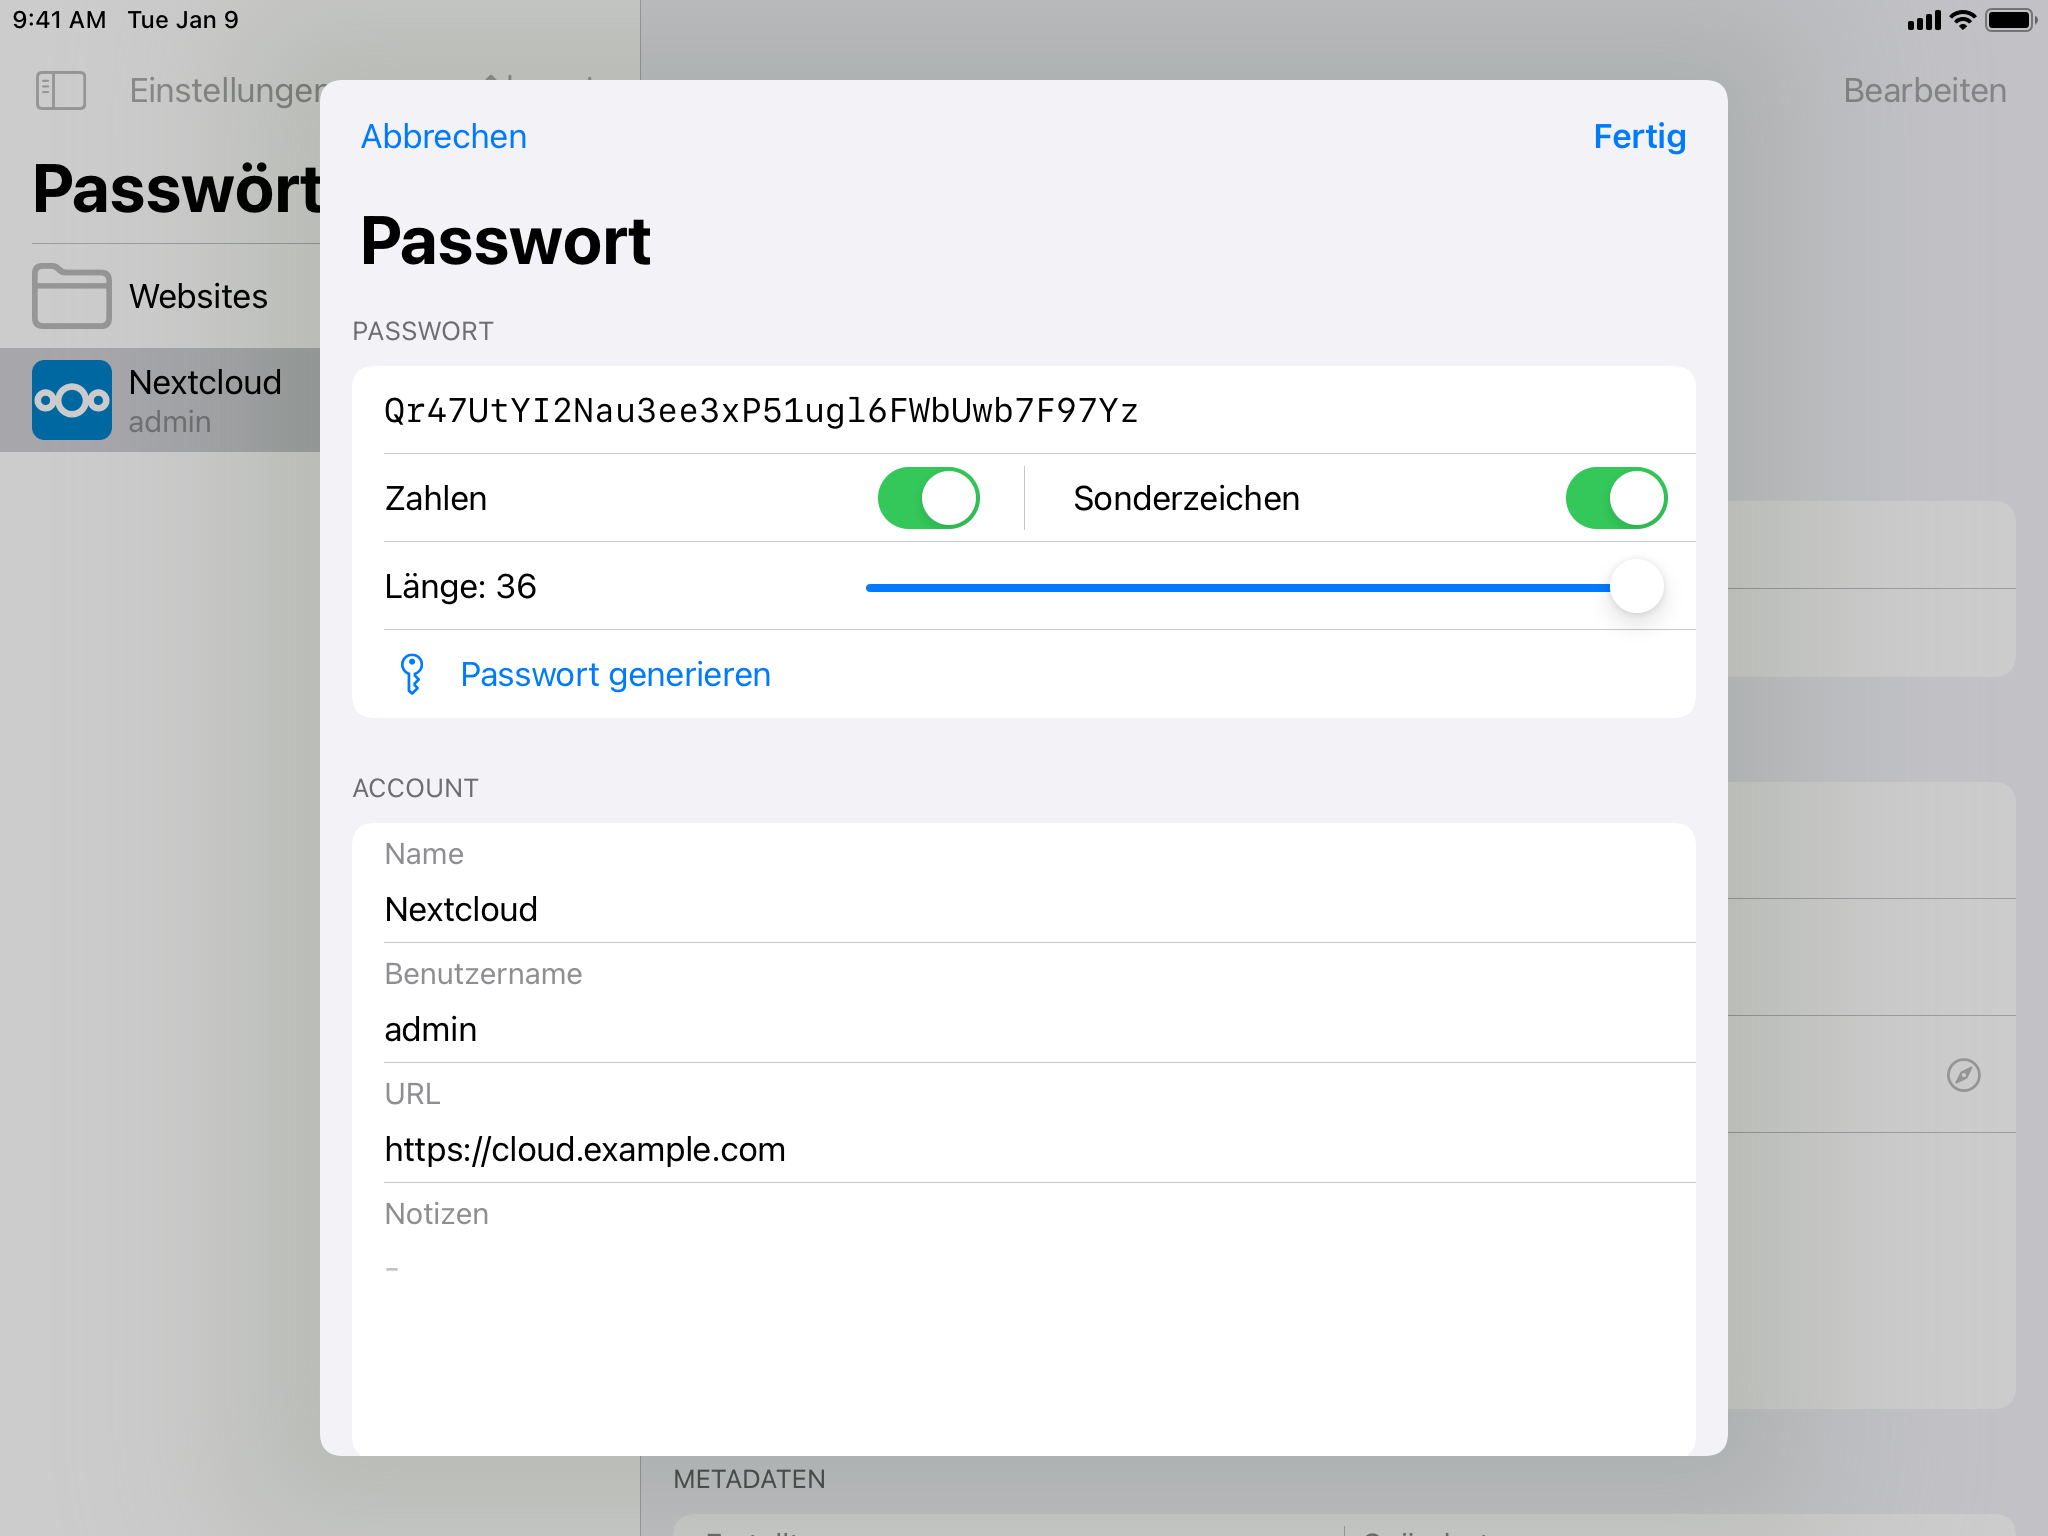 9:41 AM Tue Jan 9
Einstellungen
Bearbeiten
Abbrechen
Fertig
Passwört
Passwort
Websites
PASSWORT
Nextcloud
admin
Qr47UtYI2Nau3ee3xP51ugl6FWbUwb7F97Yz
Zahlen
Sonderzeichen
Länge: 36
Passwort generieren
ACCOUNT
Name
Nextcloud
Benutzername
admin
URL
https://cloud.example.com
Notizen
-
METADATEN